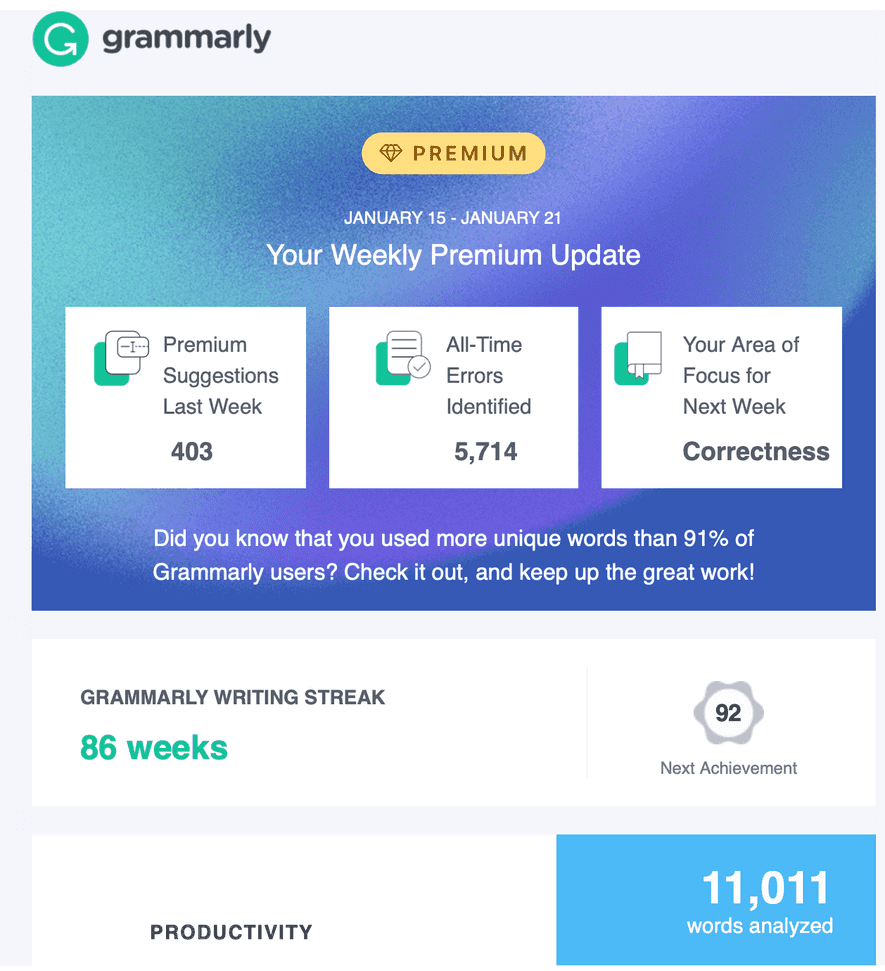 grammarly
PREMIUM
JANUARY 15 - JANUARY 21
Your Weekly Premium Update
Premium
Suggestions
Last Week
403
All-Time
Errors
Identified
5,714
Your Area of
Focus for
Next Week
Correctness
Did you know that you used more unique words than 91% of
Grammarly users? Check it out, and keep up the great work!
GRAMMARLY WRITING STREAK
86 weeks
92
Next Achievement
PRODUCTIVITY
11,011
words analyzed